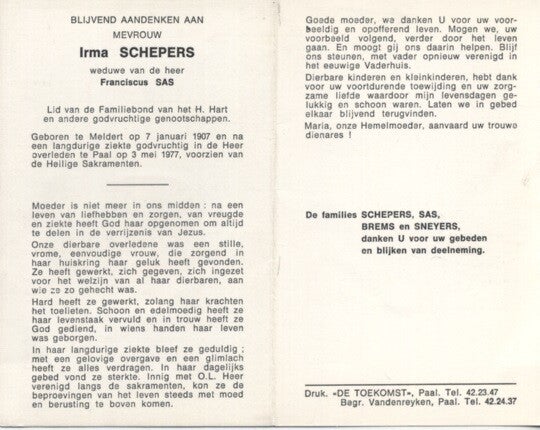 BLIJVEND AANDENKEN AAN
MEVROUW
Irma SCHEPERS
weduwe van de heer
Franciscus SAS
Lid van de Familiebond van het H. Hart
en andere godvruchtige genootschappen.
Geboren te Meldert op 7 januari 1907 en na
een langdurige ziekte godvruchtig in de Heer
overleden te Paal op 3 mei 1977, voorzien van
de Heilige Sakramenten.
Moeder is niet meer in ons midden : na een
leven van liefhebben en zorgen, van vreugde
en ziekte heeft God haar opgenomen om altijd
te delen in de verrijzenis van Jezus.
Onze dierbare overledene was een stille,
vrome, eenvoudige vrouw, die zorgend in
haar huiskring haar geluk heeft gevonden.
Ze heeft gewerkt, zich gegeven, zich ingezet
voor het welzijn van al haar dierbaren, aan
wie ze zo gehecht was.
Hard heeft ze gewerkt, zolang haar krachten
het toelieten. Schoon en edelmoedig heeft ze
haar levenstaak vervuld en in trouw heeft ze
God gediend, in wiens handen haar leven
was geborgen.
In haar langdurige ziekte bleef ze geduldig ;
met een gelovige overgave en een glimlach
heeft ze alles verdragen. In haar dagelijks
gebed vond ze sterkte. Innig met O.L. Heer
verenigd langs de sakramenten, kon ze de
beproevingen van het leven steeds met moed
en berusting te boven komen.
Goede moeder, we danken U voor uw voor-
beeldig en opofferend leven. Mogen we, uw
voorbeeld volgend, verder door het leven
gaan. En moogt gij ons daarin helpen. Blijf
ons steunen, met vader opnieuw verenigd in
het eeuwige Vaderhuis.
Dierbare kinderen en kleinkinderen, hebt dank
voor uw voortdurende toewijding en uw zorg-
zame liefde waardoor mijn levensdagen ge-
lukkig en schoon waren. Laten we in gebed
elkaar blijvend terugvinden.
Maria, onze Hemelmoeder, aanvaard uw trouwe
dienares !
De families SCHEPERS, SAS,
BREMS en SNEYERS,
danken U voor uw gebeden
en blijken van deelneming.
Druk. «DE TOEKOMST», Paal. Tel. 42.23.47
Begr. Vandenreyken, Paal. Tel. 42.24.37